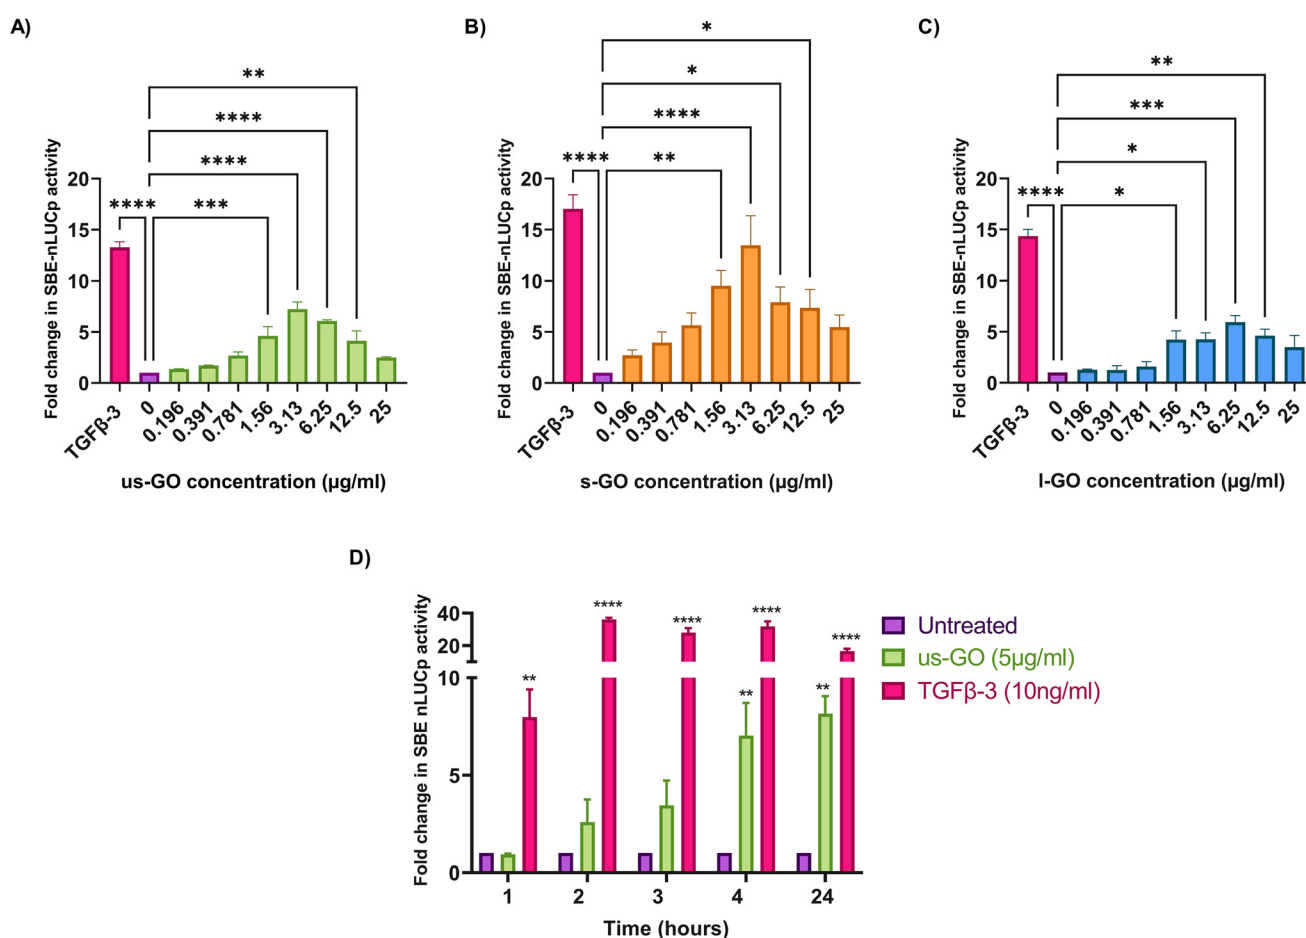 A)
**
****
****
**** ***
Fold change in SBE-nLUCp activity
20
15
10
5
0
TGFβ-3 0 0.196 0.391 0.781 1.56 3.13 6.25 12.5 25
us-GO concentration (µg/ml)
B)
*
*
****
**** **
Fold change in SBE-nLUCp activity
20
15
10
5
0
TGFβ-3 0 0.196 0.391 0.781 1.56 3.13 6.25 12.5 25
s-GO concentration (µg/ml)
C)
**
***
*
**** *
Fold change in SBE-nLUCp activity
20
15
10
5
0
TGFβ-3 0 0.196 0.391 0.781 1.56 3.13 6.25 12.5 25
l-GO concentration (µg/ml)
D)
Fold change in SBE nLUCp activity
40
20
10
5
0
** **** **** ** **** ** ****
1 2 3 4 24
Time (hours)
Untreated
us-GO (5µg/ml)
TGFβ-3 (10ng/ml)